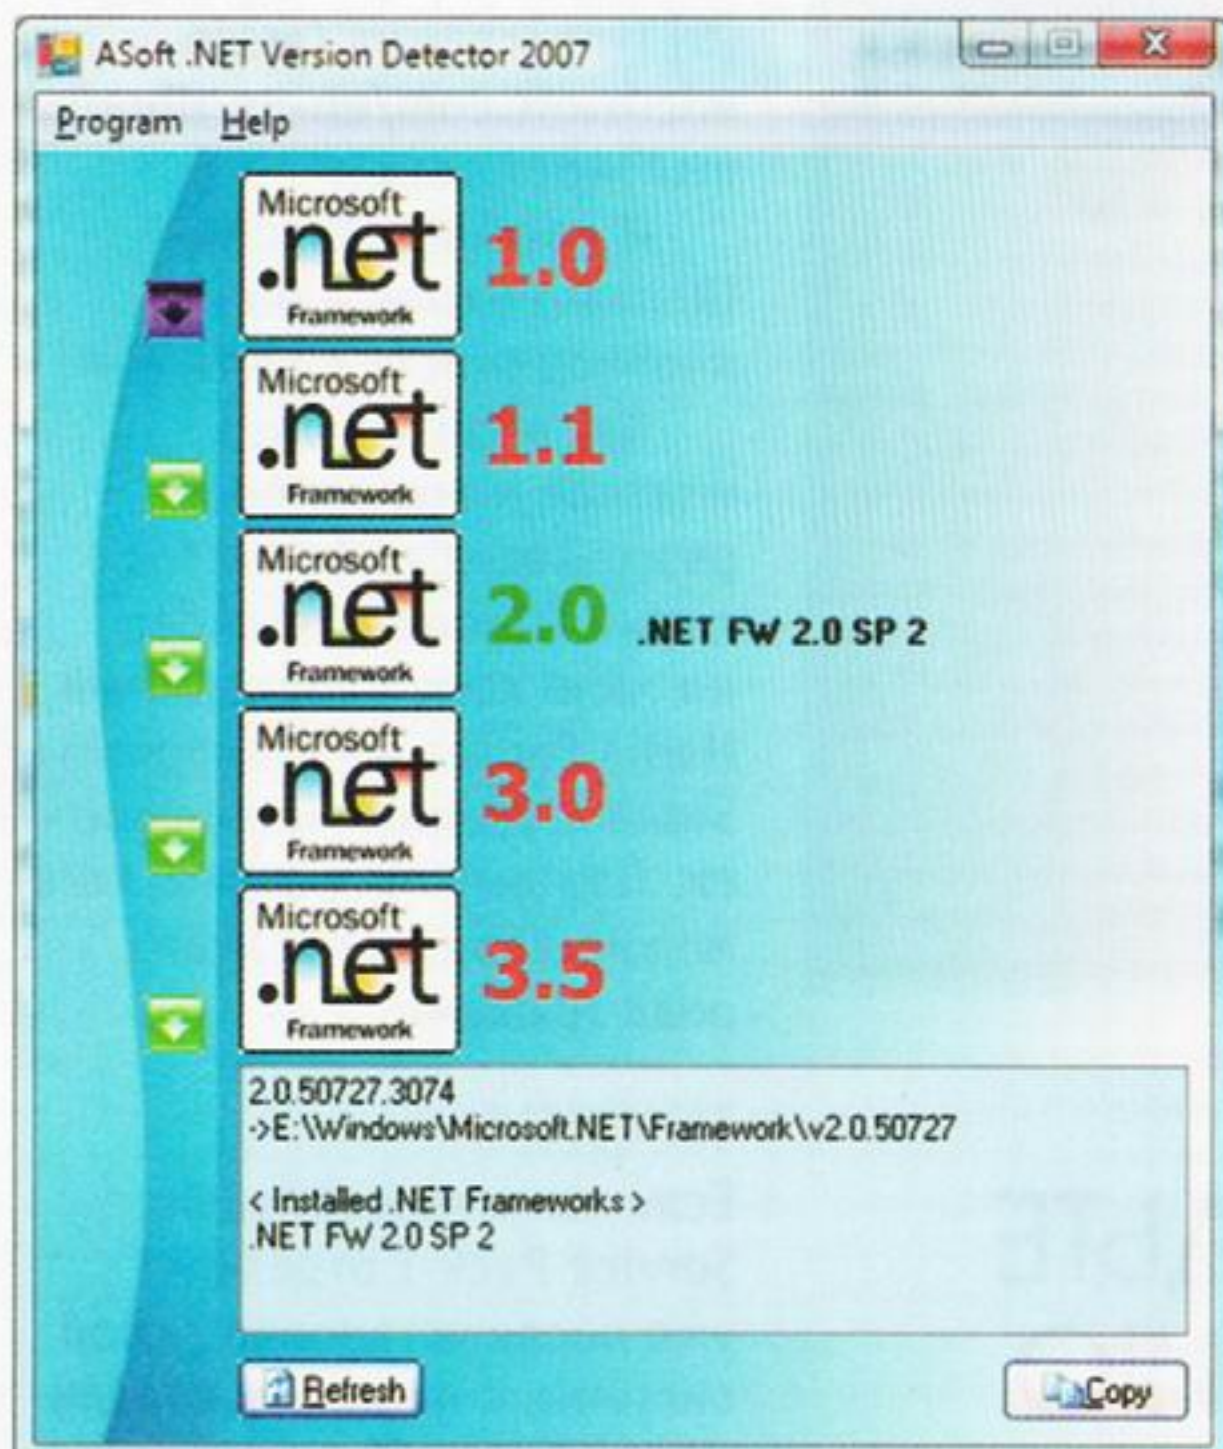 ASoft .NET Version Detector 2007
Program Help
Microsoft
.net
Framework
1.0
Microsoft
.net
Framework
1.1
Microsoft
.net
Framework
2.0 .NET FW 2.0 SP 2
Microsoft
.net
Framework
3.0
Microsoft
.net
Framework
3.5
2.0.50727.3074
->E:\Windows\Microsoft.NET\Framework\v2.0.50727
< Installed .NET Frameworks >
.NET FW 2.0 SP 2
Refresh Copy